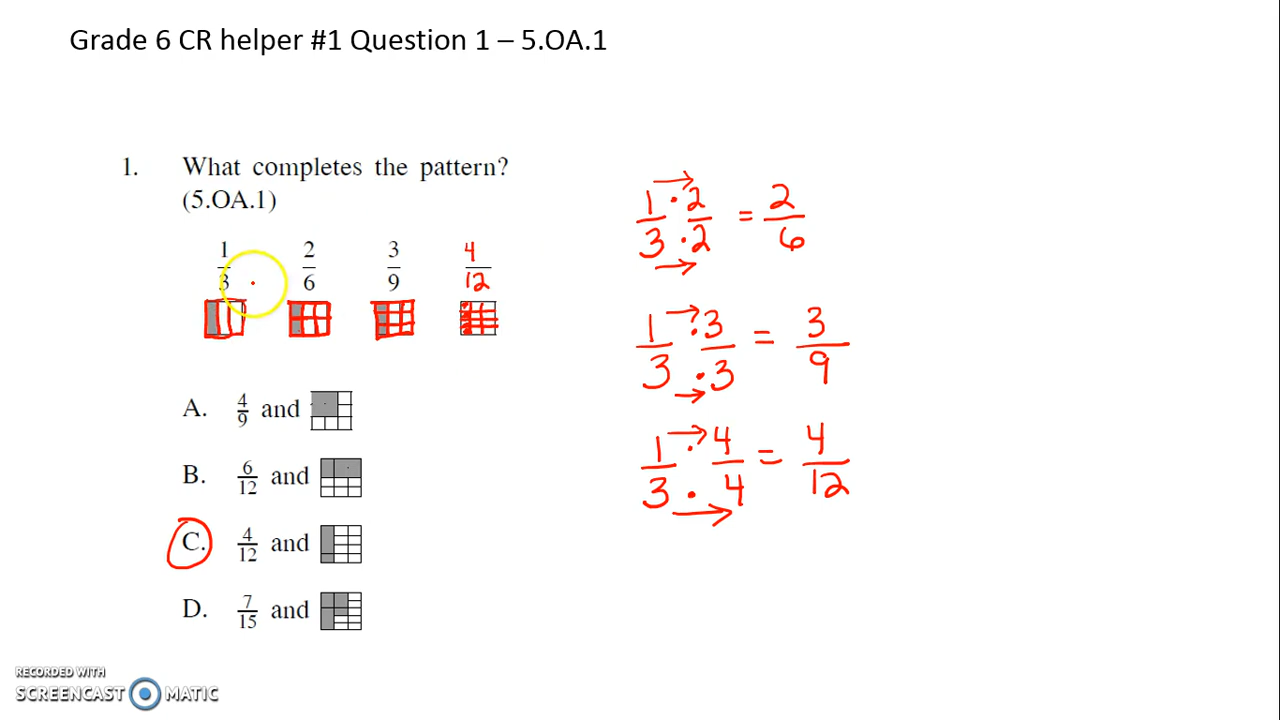 Grade 6 CR helper #1 Question 1 – 5.OA.1
1. What completes the pattern?
(5.OA.1)
1/3 2/6 3/9 4/12
A. 4/9 and
B. 6/12 and
C. 4/12 and
D. 7/15 and
1/3 · 2/2 = 2/6
1/3 · 3/3 = 3/9
1/3 · 4/4 = 4/12
RECORDED WITH
SCREENCAST MATIC